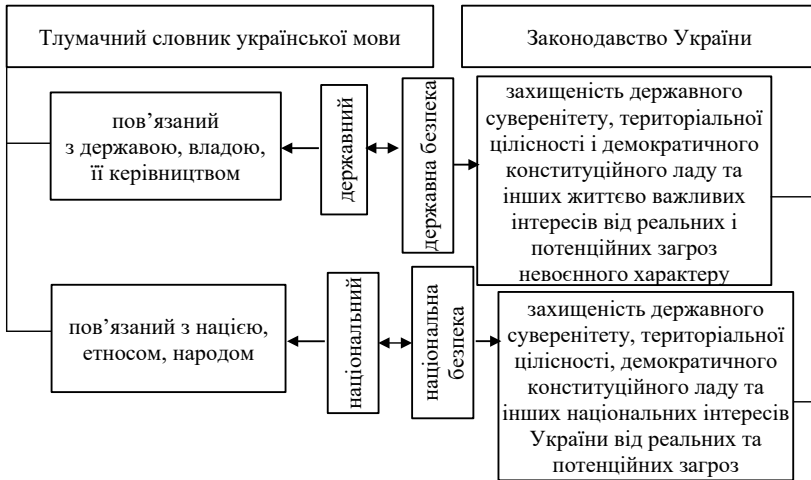 Тлумачний словник української мови
Законодавство України
пов’язаний
з державою, владою,
її керівництвом
державний
державна безпека
захищеність державного
суверенітету, територіальної
цілісності і демократичного
конституційного ладу та
інших життєво важливих
інтересів від реальних і
потенційних загроз
невоєнного характеру
пов’язаний з нацією,
етносом, народом
національний
національна
безпека
захищеність державного
суверенітету, територіальної
цілісності, демократичного
конституційного ладу та
інших національних інтересів
України від реальних та
потенційних загроз